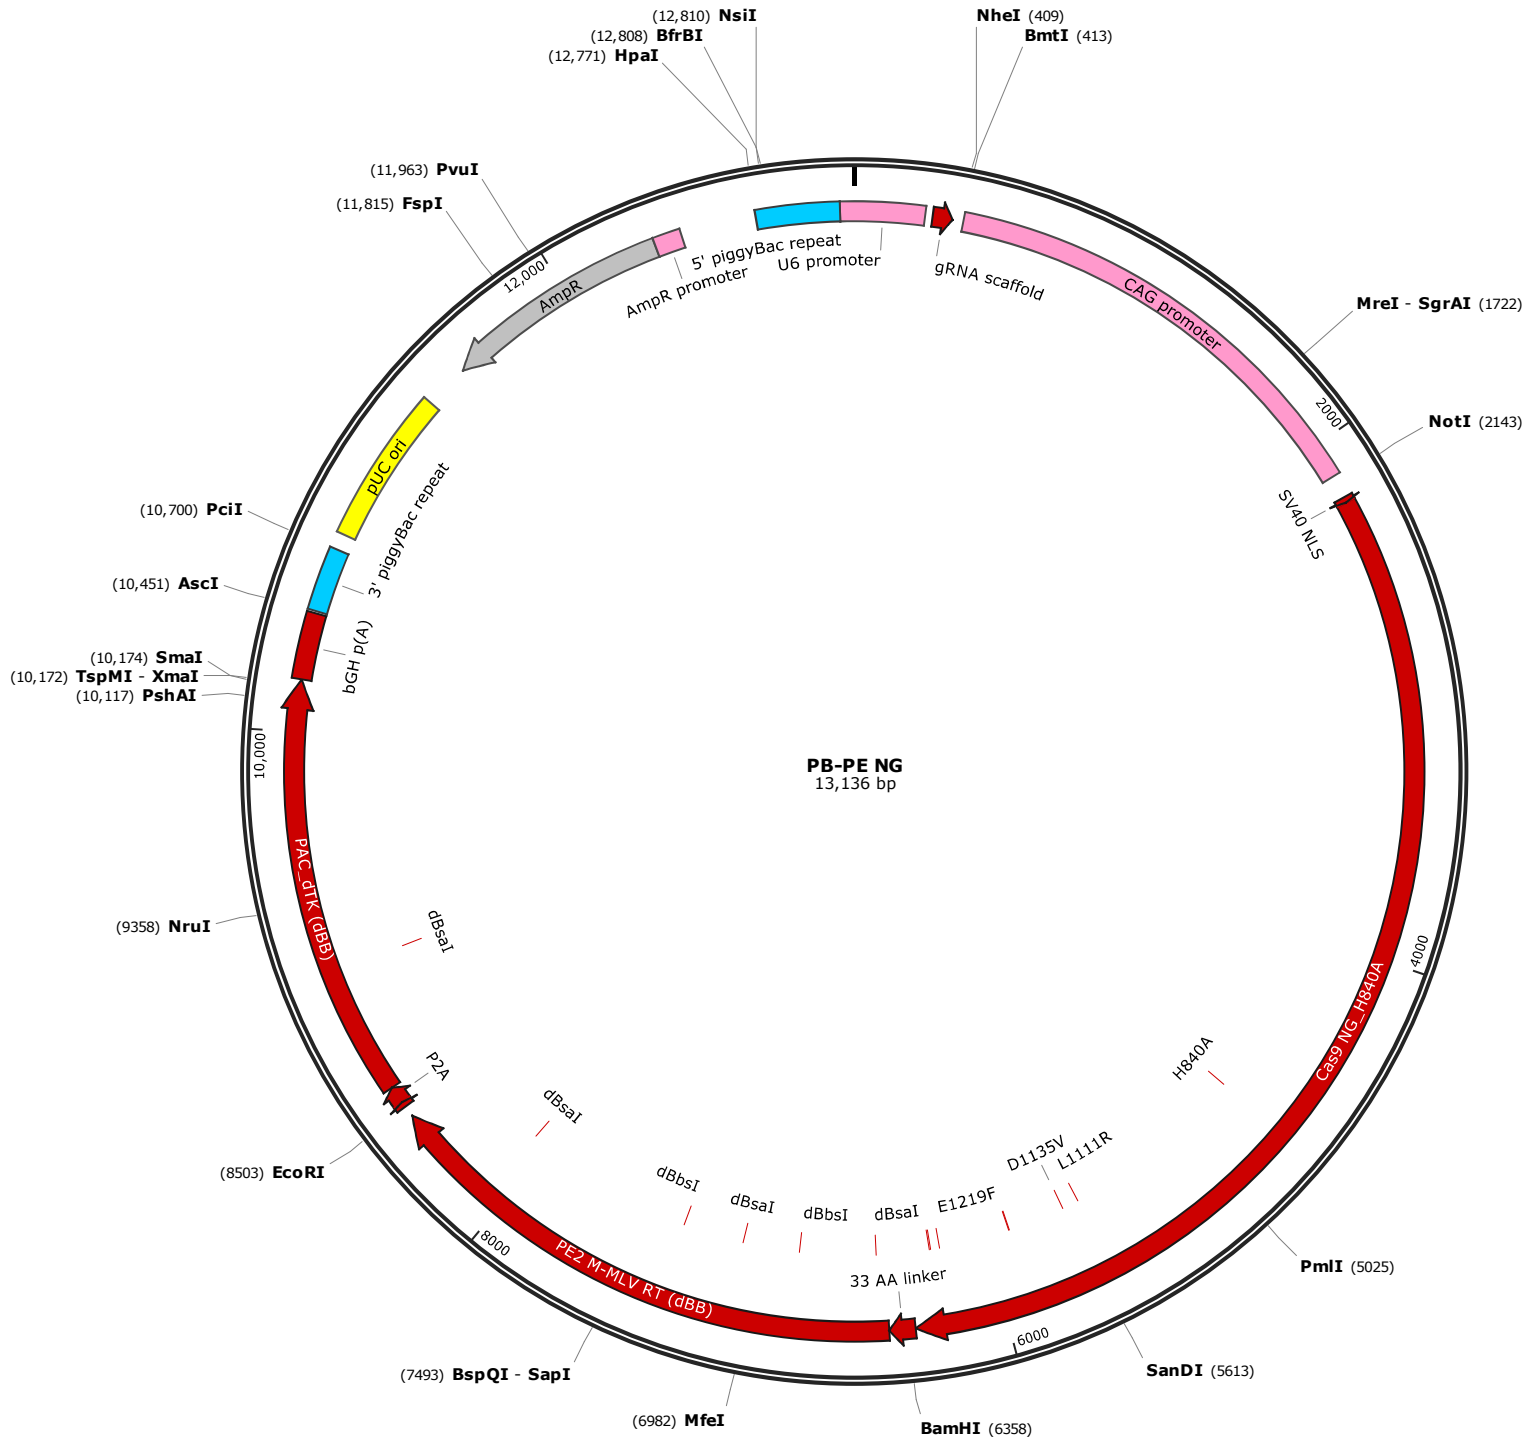 (12,810) NsiI
(12,808) BfrBI
(12,771) HpaI
NheI (409)
BmtI (413)
(11,963) PvuI
(11,815) FspI
12,000
AmpR
AmpR promoter
5' piggyBac repeat
U6 promoter
gRNA scaffold
CAG promoter
MreI - SgrAI (1722)
2000
NotI (2143)
SV40 NLS
pUC ori
3' piggyBac repeat
(10,700) PciI
(10,451) AscI
bGH p(A)
(10,174) SmaI
(10,172) TspMI - XmaI
(10,117) PshAI
10,000
PB-PE NG
13,136 bp
PAC_dTK (dBB)
(9358) NruI
dBsaI
4000
Cas9 NG_H840A
H840A
P2A
dBsaI
(8503) EcoRI
D1135V
L1111R
dBbsI
dBsaI
dBbsI
dBsaI
E1219F
33 AA linker
PE2 M-MLV RT (dBB)
8000
6000
PmlI (5025)
SanDI (5613)
(7493) BspQI - SapI
(6982) MfeI
BamHI (6358)